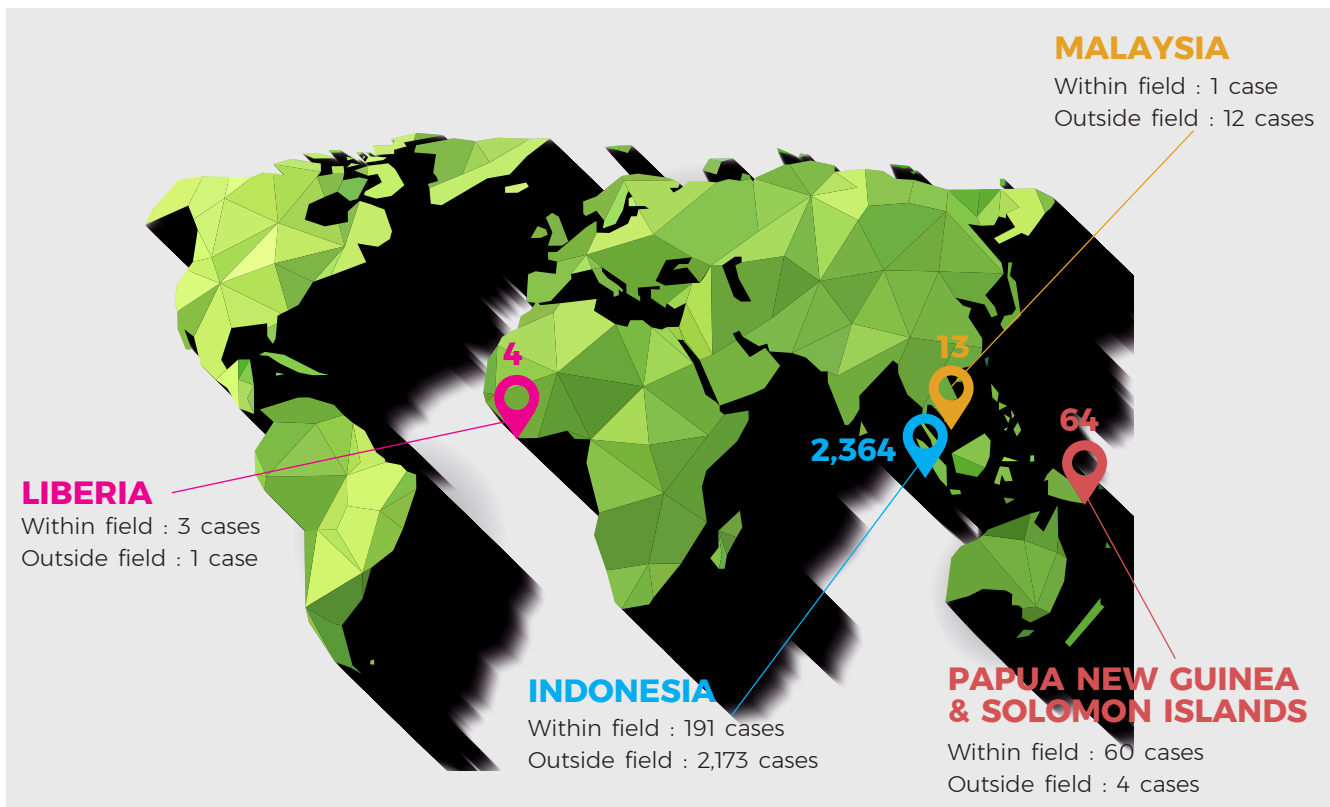 MALAYSIA
Within field : 1 case
Outside field : 12 cases
4
13
64
2,364
LIBERIA
Within field : 3 cases
Outside field : 1 case
INDONESIA
Within field : 191 cases
Outside field : 2,173 cases
PAPUA NEW GUINEA
& SOLOMON ISLANDS
Within field : 60 cases
Outside field : 4 cases